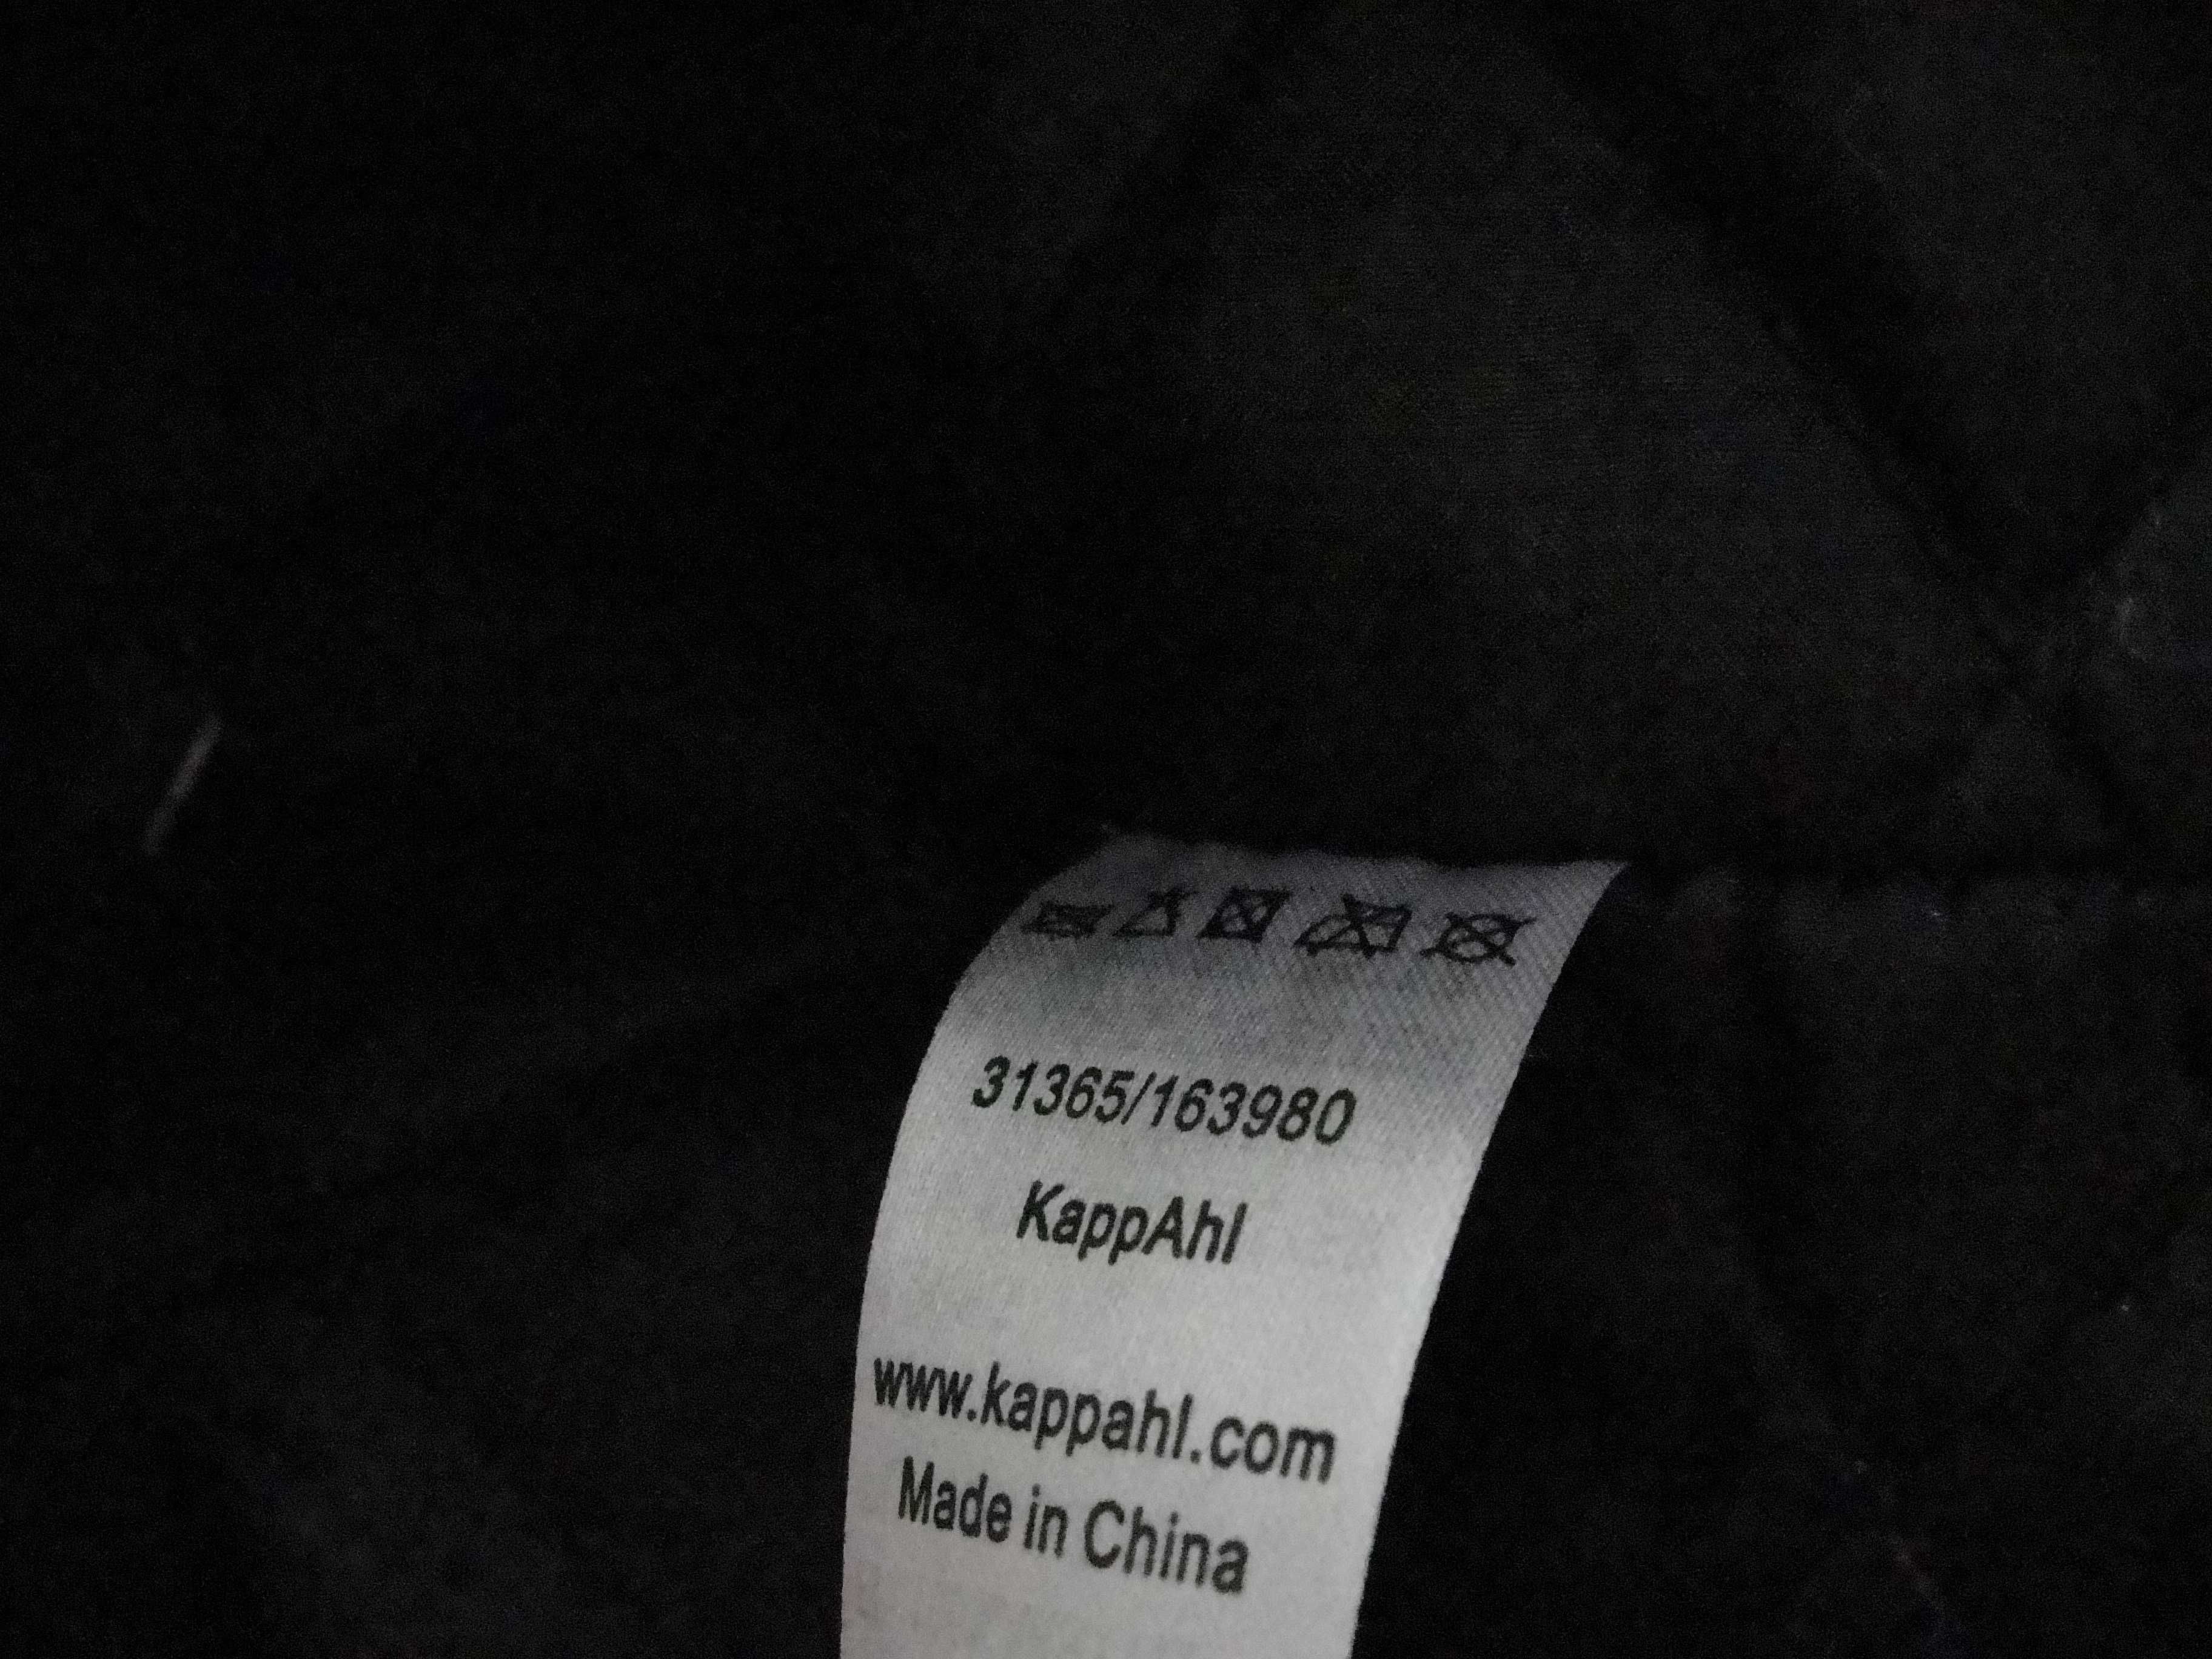 31365/163980
KappAhl
www.kappahl.com
Made in China